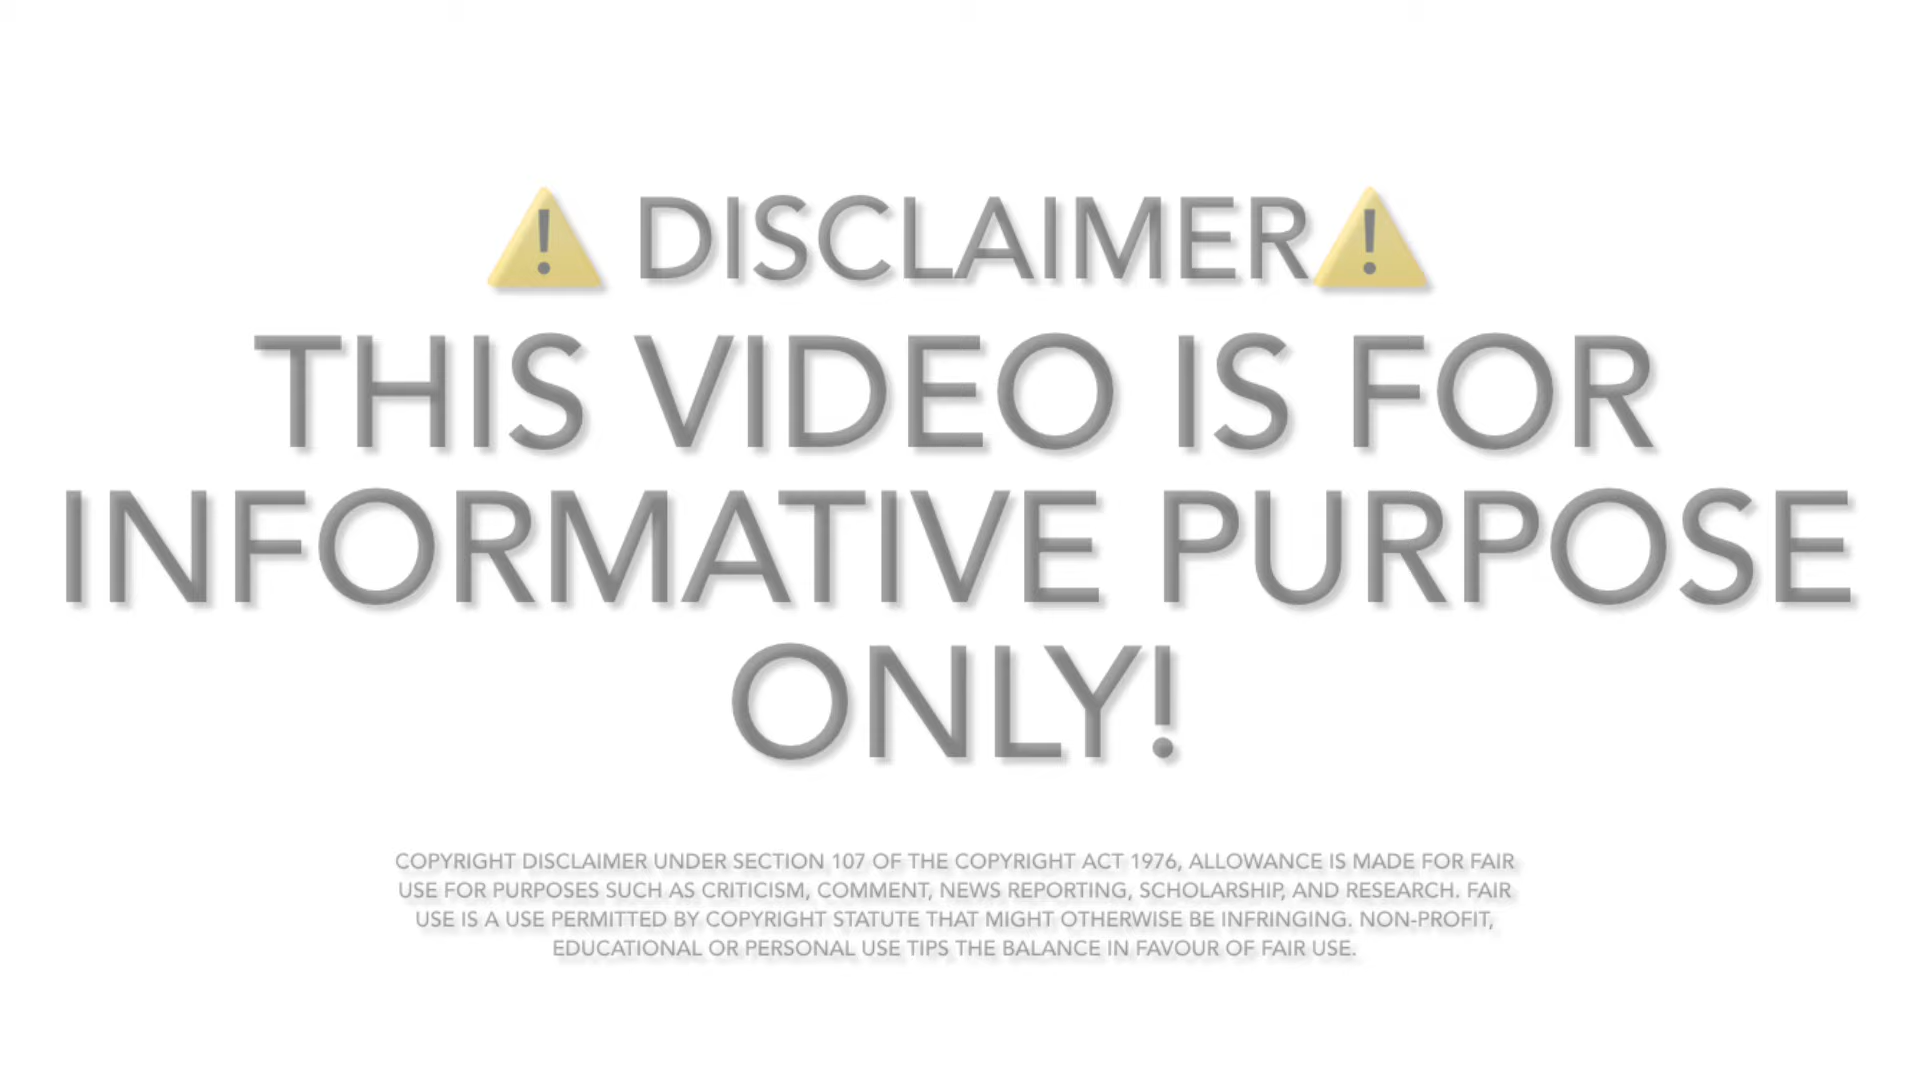 ⚠️ DISCLAIMER⚠️
THIS VIDEO IS FOR
INFORMATIVE PURPOSE
ONLY!
COPYRIGHT DISCLAIMER UNDER SECTION 107 OF THE COPYRIGHT ACT 1976, ALLOWANCE IS MADE FOR FAIR
USE FOR PURPOSES SUCH AS CRITICISM, COMMENT, NEWS REPORTING, SCHOLARSHIP, AND RESEARCH. FAIR
USE IS A USE PERMITTED BY COPYRIGHT STATUTE THAT MIGHT OTHERWISE BE INFRINGING. NON-PROFIT,
EDUCATIONAL OR PERSONAL USE TIPS THE BALANCE IN FAVOUR OF FAIR USE.